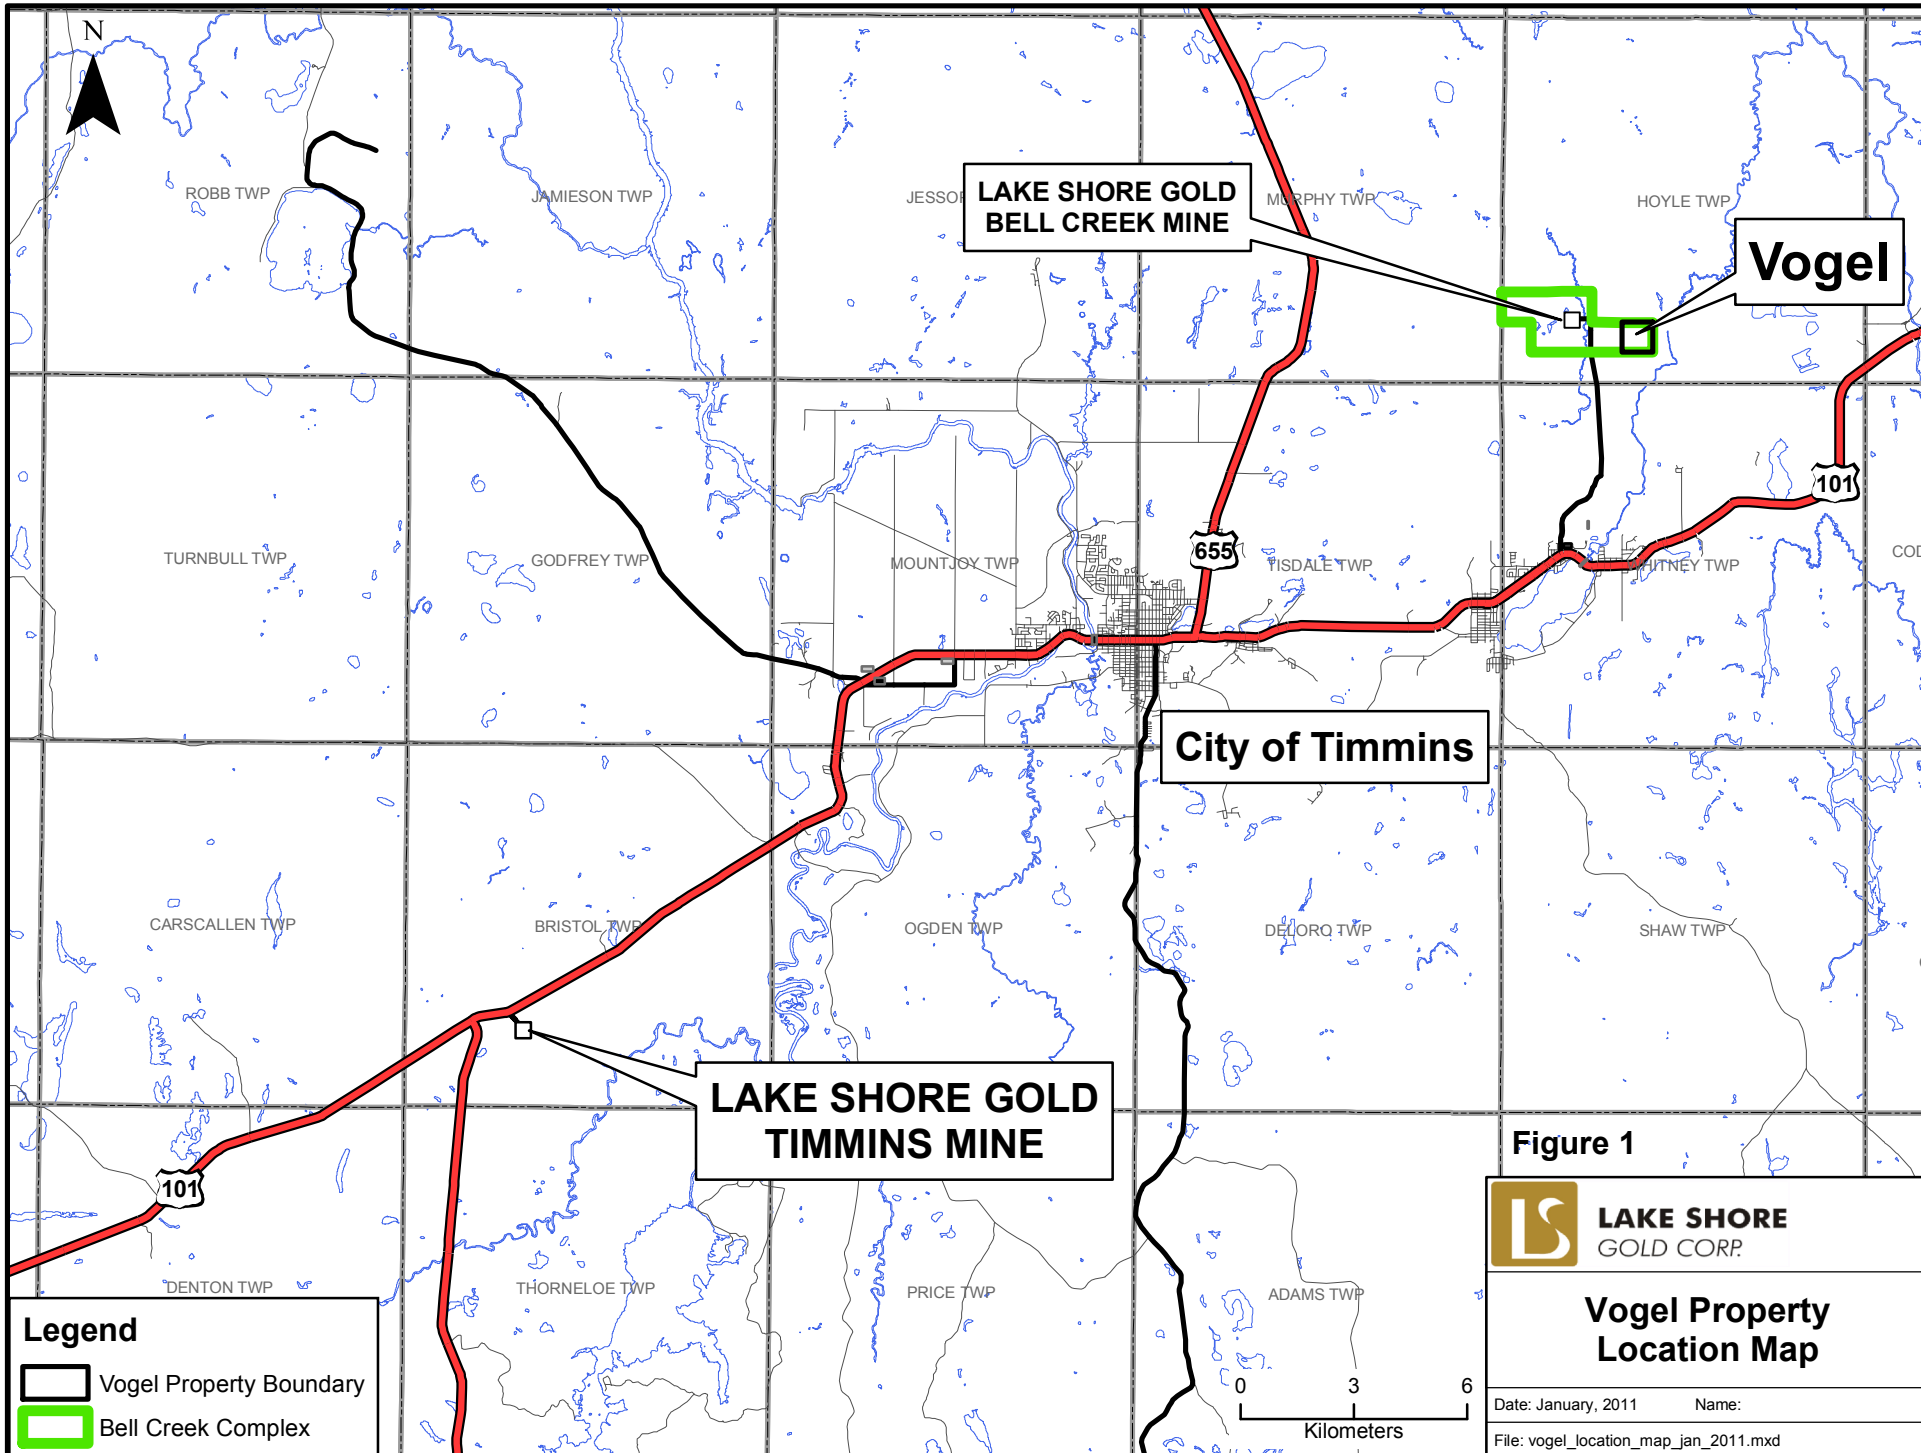 N
ROBB TWP
JAMIESON TWP
JESSOP
LAKE SHORE GOLD
BELL CREEK MINE
MURPHY TWP
HOYLE TWP
Vogel
101
655
TURNBULL TWP
GODFREY TWP
MOUNTJOY TWP
TISDALE TWP
WHITNEY TWP
COD
City of Timmins
CARSCALLEN TWP
BRISTOL TWP
OGDEN TWP
DELORO TWP
SHAW TWP
LAKE SHORE GOLD
TIMMINS MINE
101
DENTON TWP
THORNELOE TWP
PRICE TWP
ADAMS TWP
Legend
Vogel Property Boundary
Bell Creek Complex
0 3 6
Kilometers
Figure 1
LS
LAKE SHORE
GOLD CORP.
Vogel Property
Location Map
Date: January, 2011 Name:
File: vogel_location_map_jan_2011.mxd